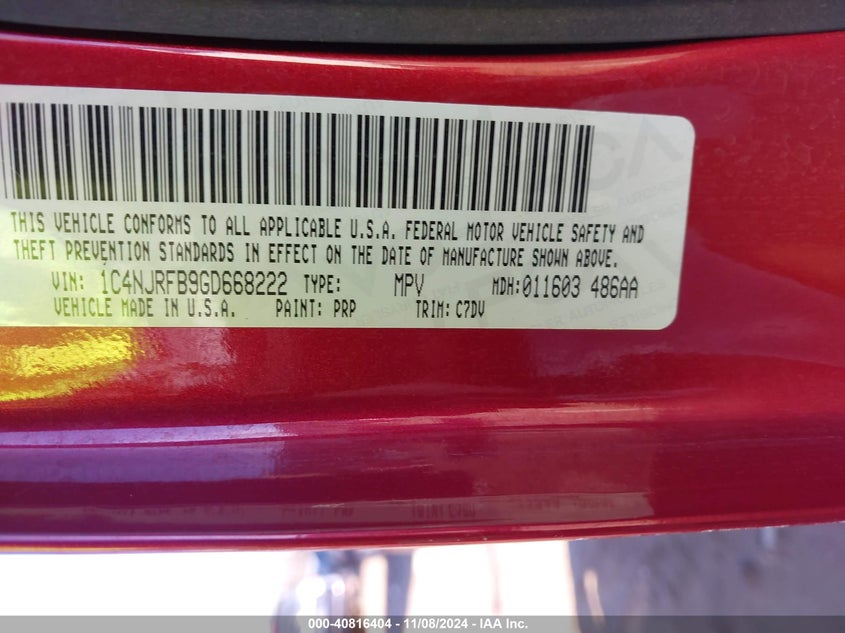 THIS VEHICLE CONFORMS TO ALL APPLICABLE U.S.A. FEDERAL MOTOR VEHICLE SAFETY AND
THEFT PREVENTION STANDARDS IN EFFECT ON THE DATE OF MANUFACTURE SHOWN ABOVE.
VIN: 1C4NJRFB9GD668222 TYPE: MPV MDH:011603 486AA
VEHICLE MADE IN U.S.A. PAINT: PRP TRIM: C7DV
000-40816404 - 11/08/2024 - IAA Inc.